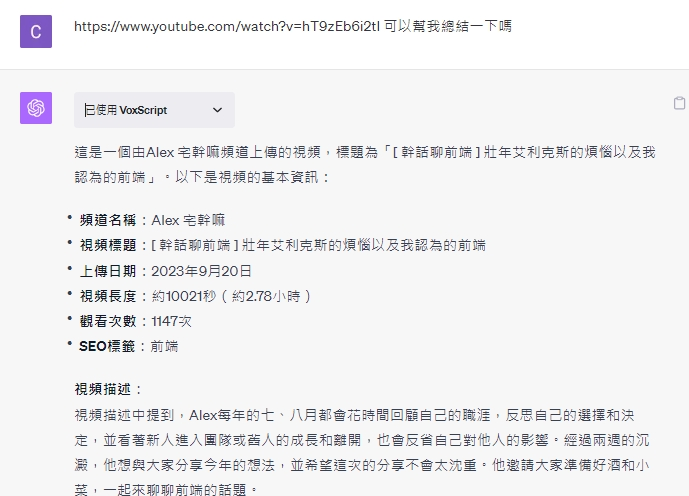 C
https://www.youtube.com/watch?v=hT9zEb6i2tI 可以幫我總結一下嗎
已使用 VoxScript
這是一個由Alex 宅幹嘛頻道上傳的視頻，標題為「[ 幹話聊前端 ] 壯年艾利克斯的煩惱以及我
認為的前端」。以下是視頻的基本資訊：
• 頻道名稱：Alex 宅幹嘛
• 視頻標題：[ 幹話聊前端 ] 壯年艾利克斯的煩惱以及我認為的前端
• 上傳日期：2023年9月20日
• 視頻長度：約10021秒（約2.78小時）
• 觀看次數：1147次
• SEO標籤：前端
視頻描述：
視頻描述中提到，Alex每年的七、八月都會花時間回顧自己的職涯，反思自己的選擇和決
定，並看著新人進入團隊或舊人的成長和離開，也會反省自己對他人的影響。經過兩週的沉
澱，他想與大家分享今年的想法，並希望這次的分享不會太沈重。他邀請大家準備好酒和小
菜，一起來聊聊前端的話題。